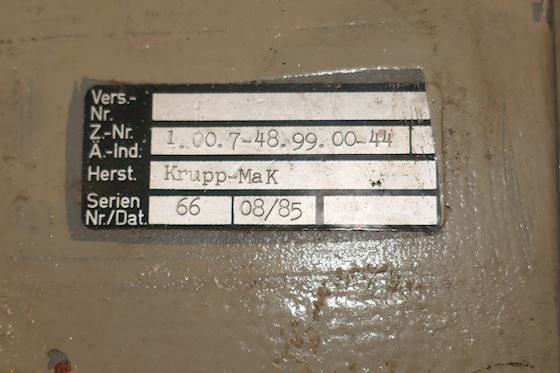 Vers.-
Nr.
Z.-Nr. 1.00.7-48.99.00-44
Ä.-Ind.
Herst. Krupp-MaK
Serien 66 08/85
Nr./Dat.